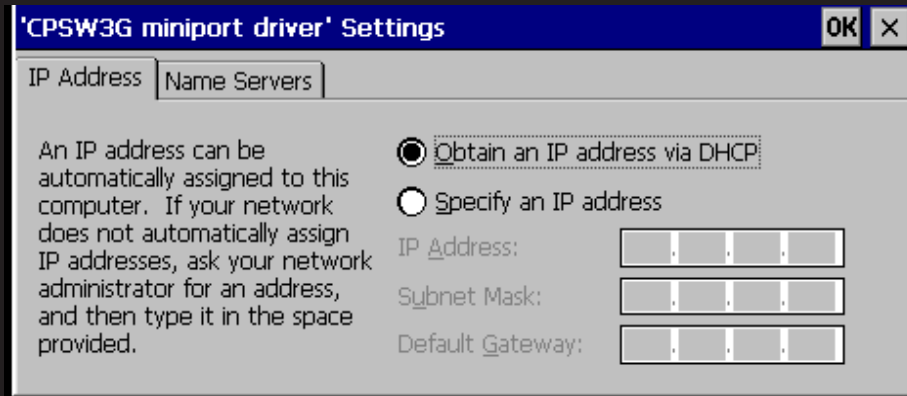 'CPSW3G miniport driver' Settings
OK ×
IP Address
Name Servers
An IP address can be
automatically assigned to this
computer. If your network
does not automatically assign
IP addresses, ask your network
administrator for an address,
and then type it in the space
provided.
Obtain an IP address via DHCP
Specify an IP address
IP Address:
Subnet Mask:
Default Gateway: